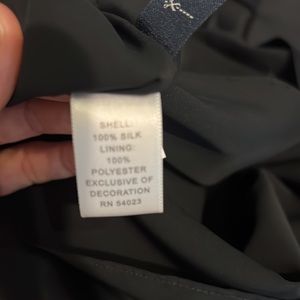 SHELL:
100% SILK
LINING:
100%
POLYESTER
EXCLUSIVE OF
DECORATION
RN 54023